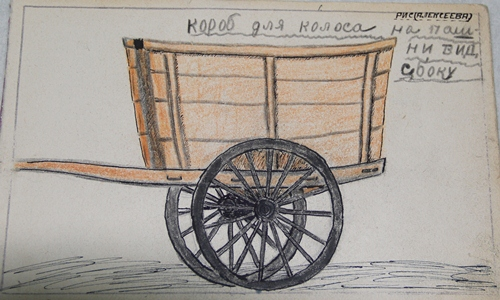 РИС(АЛЕКСЕЕВА)
короб для колоса на паш-
ни вид
сбоку